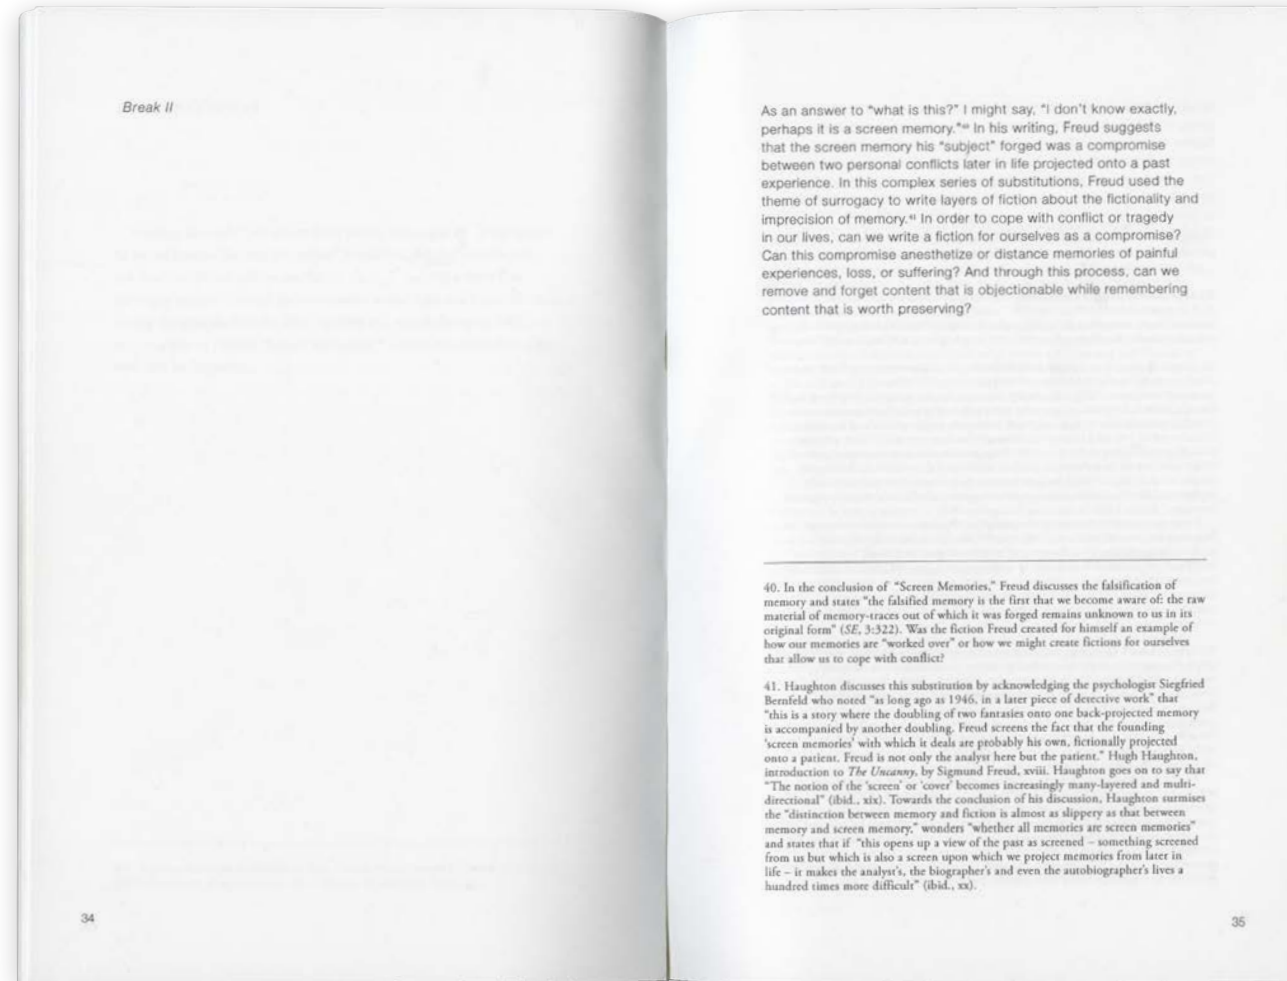 Break II
34
As an answer to "what is this?" I might say, "I don't know exactly,
perhaps it is a screen memory."⁴⁰ In his writing, Freud suggests
that the screen memory his "subject" forged was a compromise
between two personal conflicts later in life projected onto a past
experience. In this complex series of substitutions, Freud used the
theme of surrogacy to write layers of fiction about the fictionality and
imprecision of memory.⁴¹ In order to cope with conflict or tragedy
in our lives, can we write a fiction for ourselves as a compromise?
Can this compromise anesthetize or distance memories of painful
experiences, loss, or suffering? And through this process, can we
remove and forget content that is objectionable while remembering
content that is worth preserving?
40. In the conclusion of "Screen Memories," Freud discusses the falsification of
memory and states "the falsified memory is the first that we become aware of: the raw
material of memory-traces out of which it was forged remains unknown to us in its
original form" (SE, 3:322). Was the fiction Freud created for himself an example of
how our memories are "worked over" or how we might create fictions for ourselves
that allow us to cope with conflict?
41. Haughton discusses this substitution by acknowledging the psychologist Siegfried
Bernfeld who noted "as long ago as 1946, in a later piece of detective work" that
"this is a story where the doubling of two fantasies onto one back-projected memory
is accompanied by another doubling. Freud screens the fact that the founding
'screen memories' with which it deals are probably his own, fictionally projected
onto a patient. Freud is not only the analyst here but the patient." Hugh Haughton,
introduction to The Uncanny, by Sigmund Freud, xviii. Haughton goes on to say that
"The notion of the 'screen' or 'cover' becomes increasingly many-layered and multi-
directional" (ibid., xix). Towards the conclusion of his discussion, Haughton surmises
the "distinction between memory and fiction is almost as slippery as that between
memory and screen memory," wonders "whether all memories are screen memories"
and states that if "this opens up a view of the past as screened – something screened
from us but which is also a screen upon which we project memories from later in
life – it makes the analyst's, the biographer's and even the autobiographer's lives a
hundred times more difficult" (ibid., xx).
35